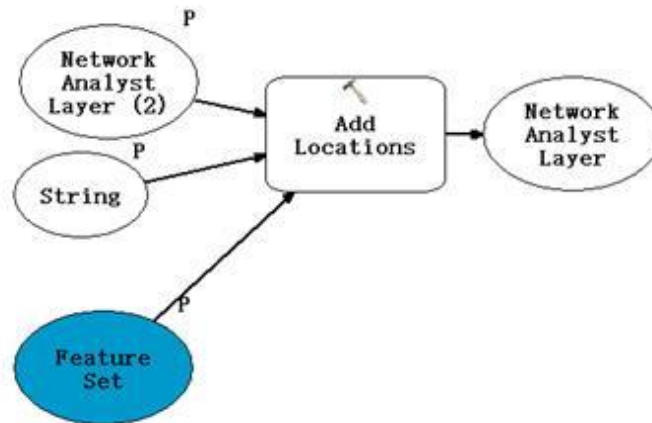 P
Network
Analyst
Layer (2)
P
String
Add
Locations
Network
Analyst
Layer
P
Feature
Set